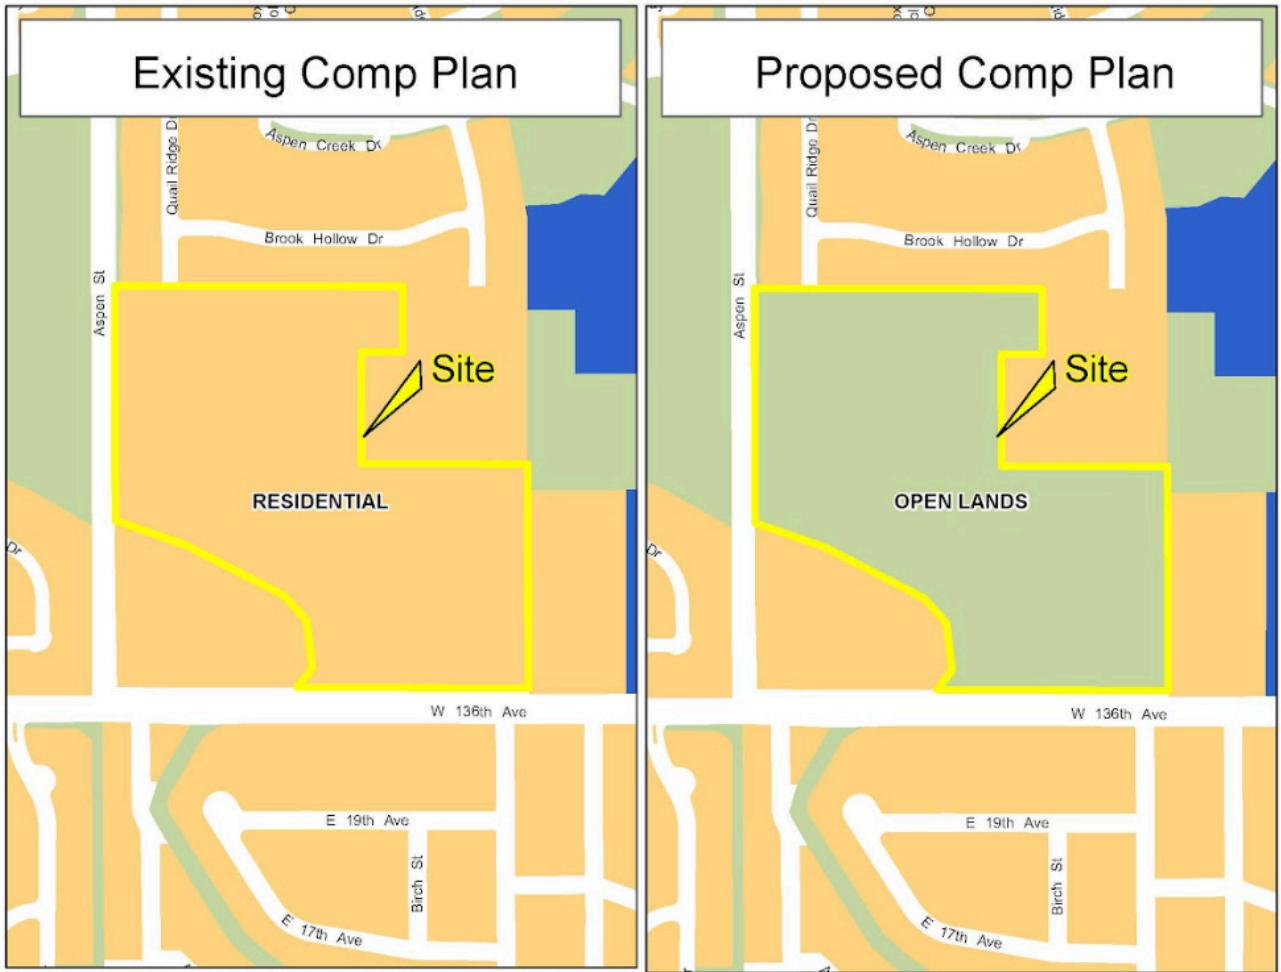 Existing Comp Plan
Aspen Creek Dr
Quail Ridge Dr
Brook Hollow Dr
Aspen St
Site
RESIDENTIAL
Dr
W 136th Ave
E 19th Ave
Birch St
E 17th Ave
Proposed Comp Plan
Aspen Creek Dr
Quail Ridge Dr
Brook Hollow Dr
Aspen St
Site
OPEN LANDS
Dr
W 136th Ave
E 19th Ave
Birch St
E 17th Ave